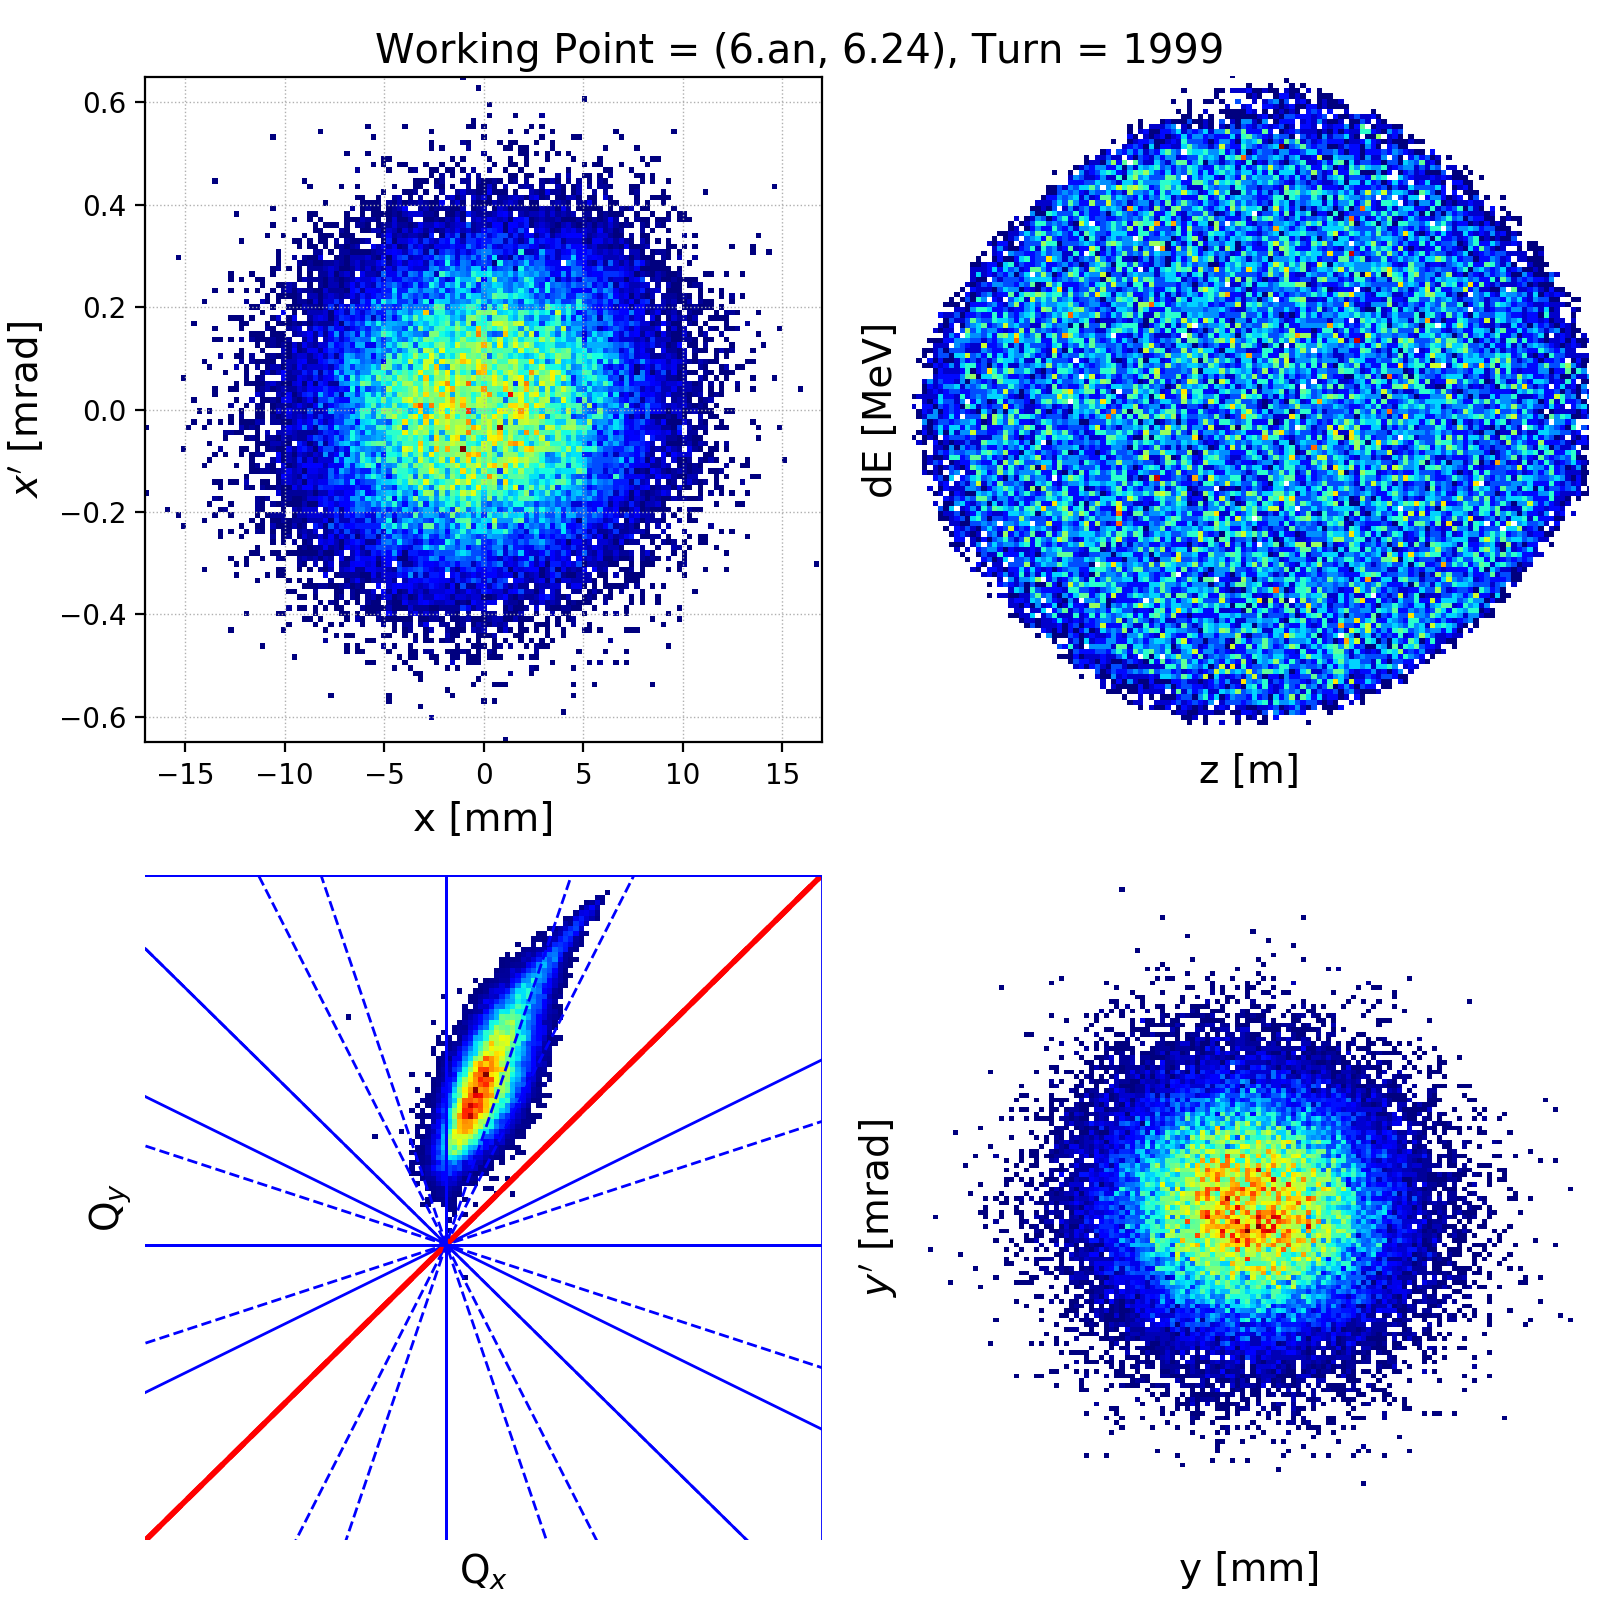 Working Point = (6.an, 6.24), Turn = 1999
0.6
0.4
0.2
0.0
−0.2
−0.4
−0.6
x′ [mrad]
−15 −10 −5 0 5 10 15
x [mm]
dE [MeV]
z [m]
Qy
Qx
y′ [mrad]
y [mm]